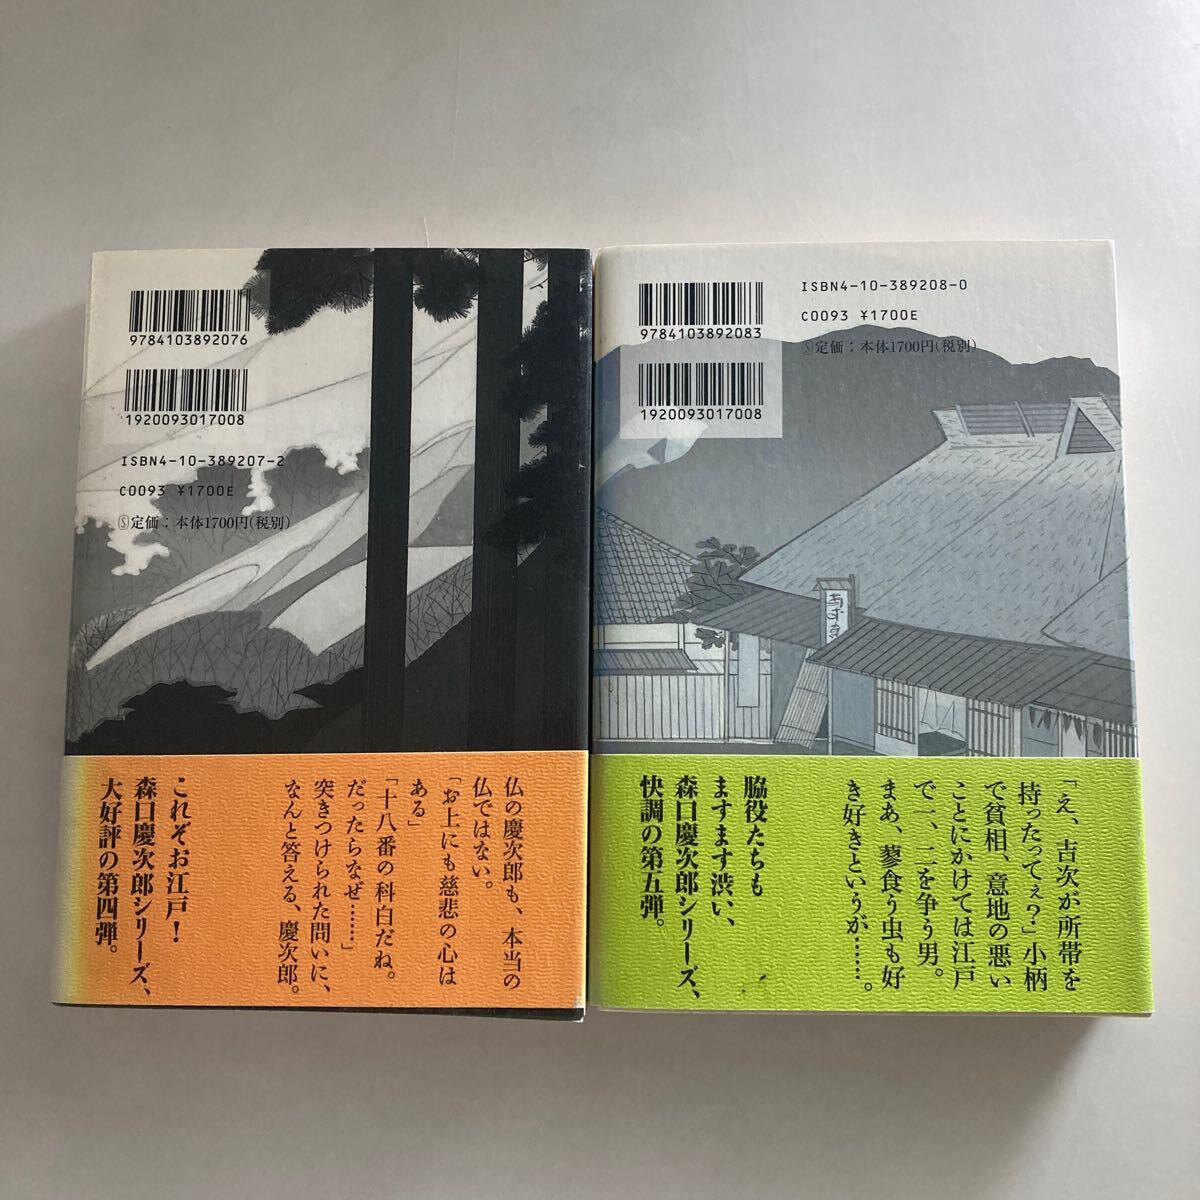 9784103892076
1920093017008
ISBN4-10-389207-2
C0093 ¥1700E
Ⓢ定価：本体1700円(税別)
仏の慶次郎も、本当の
仏ではない。
「お上にも慈悲の心は
ある」
「十八番の科白だね。
だったらなぜ……」
突きつけられた問いに、
なんと答える、慶次郎。
これぞお江戸！
森口慶次郎シリーズ、
大好評の第四弾。
9784103892083
1920093017008
ISBN4-10-389208-0
C0093 ¥1700E
Ⓢ定価：本体1700円(税別)
「え、吉次が所帯を
持ったってぇ？」小柄
で貧相、意地の悪い
ことにかけては江戸
で一、二を争う男。
まあ、蓼食う虫も好
き好きというが……。
脇役たちも
ますます渋い、
森口慶次郎シリーズ、
快調の第五弾。